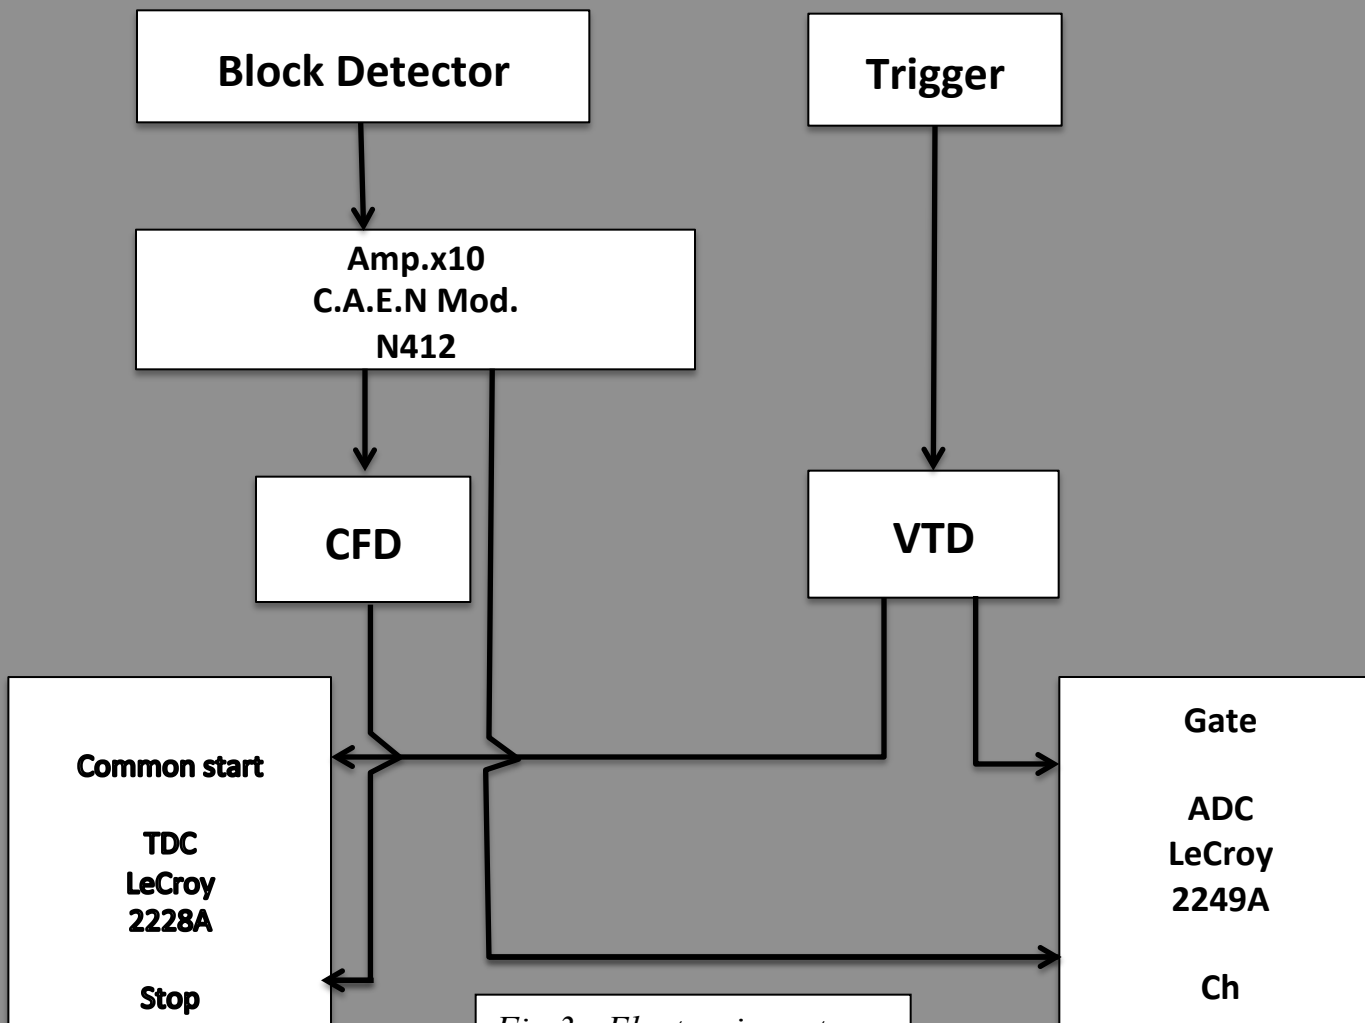 Block Detector
Trigger
Amp.x10
C.A.E.N Mod.
N412
CFD
VTD
Common start
TDC
LeCroy
2228A
Stop
Gate
ADC
LeCroy
2249A
Ch